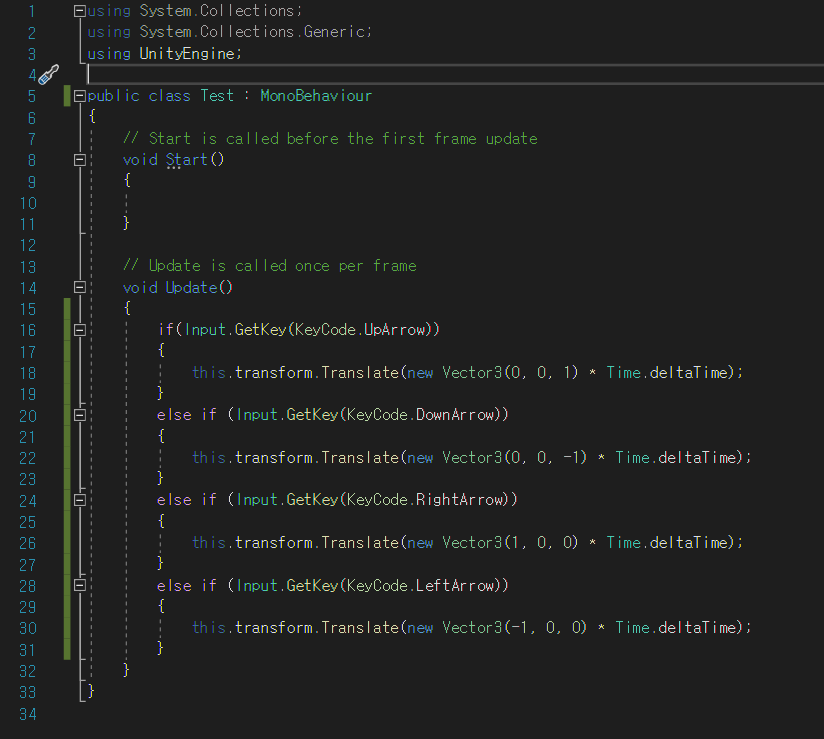 1 using System.Collections;
2 using System.Collections.Generic;
3 using UnityEngine;
4
5 public class Test : MonoBehaviour
6 {
7 // Start is called before the first frame update
8 void Start()
9 {
10
11 }
12
13 // Update is called once per frame
14 void Update()
15 {
16 if(Input.GetKey(KeyCode.UpArrow))
17 {
18 this.transform.Translate(new Vector3(0, 0, 1) * Time.deltaTime);
19 }
20 else if (Input.GetKey(KeyCode.DownArrow))
21 {
22 this.transform.Translate(new Vector3(0, 0, -1) * Time.deltaTime);
23 }
24 else if (Input.GetKey(KeyCode.RightArrow))
25 {
26 this.transform.Translate(new Vector3(1, 0, 0) * Time.deltaTime);
27 }
28 else if (Input.GetKey(KeyCode.LeftArrow))
29 {
30 this.transform.Translate(new Vector3(-1, 0, 0) * Time.deltaTime);
31 }
32 }
33 }
34